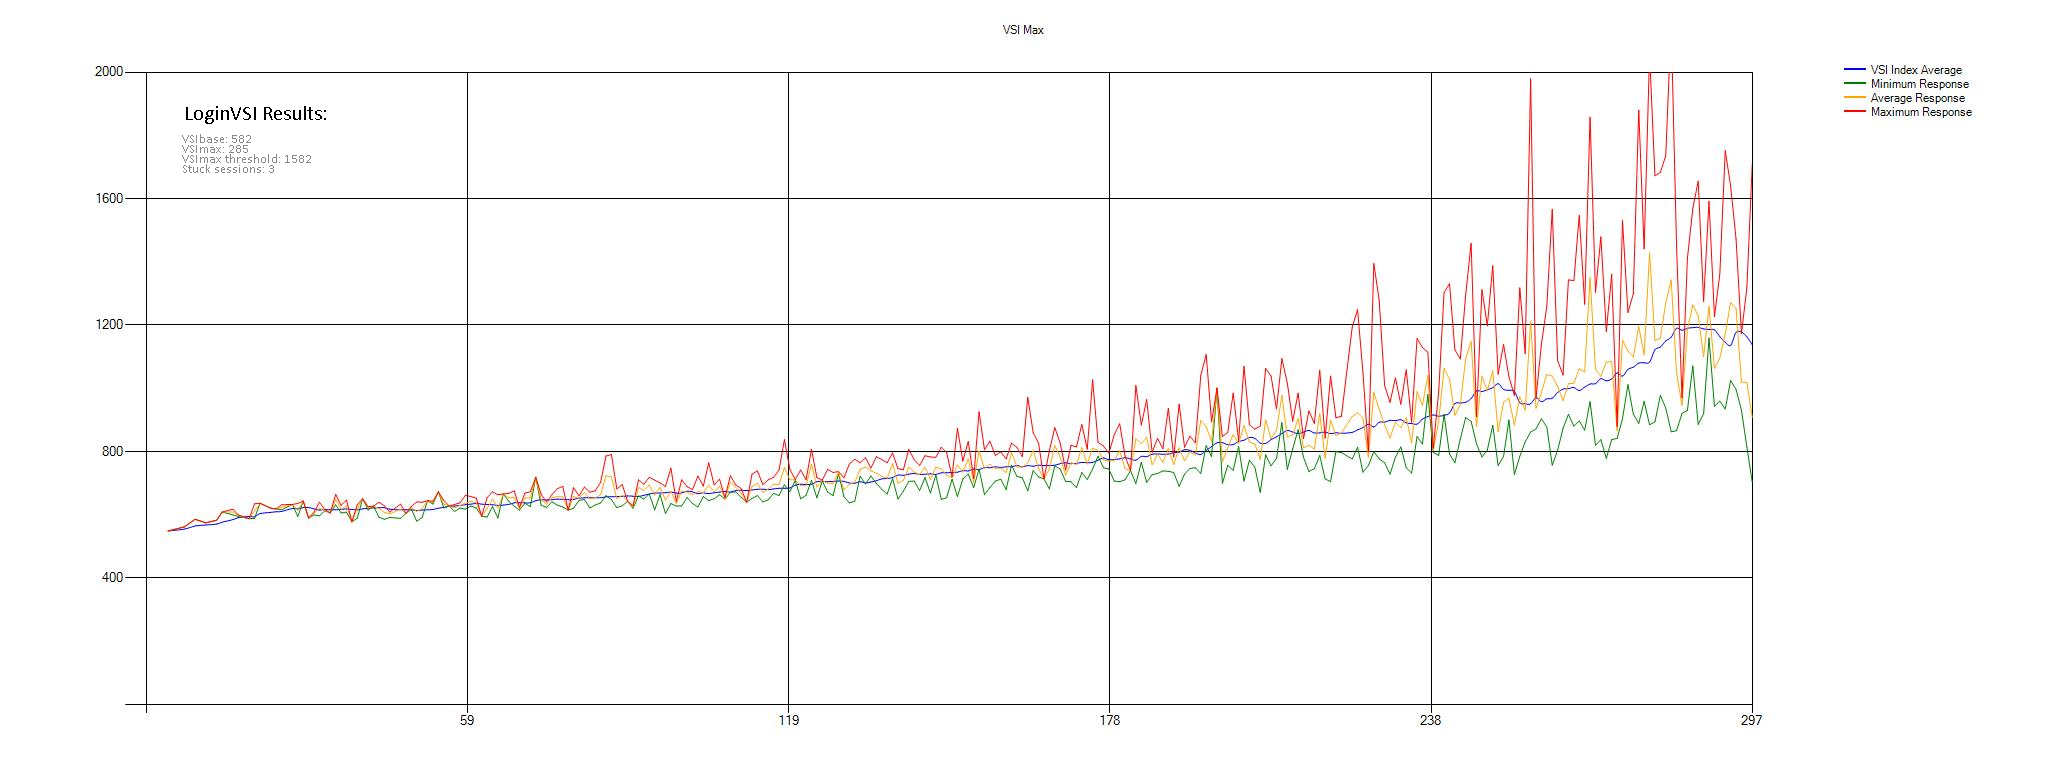 VSI Max
2000
1600
1200
800
400
LoginVSI Results:
VSIbase: 582
VSImax: 285
VSImax threshold: 1582
Stuck sessions: 3
VSI Index Average
Minimum Response
Average Response
Maximum Response
59
119
178
238
297